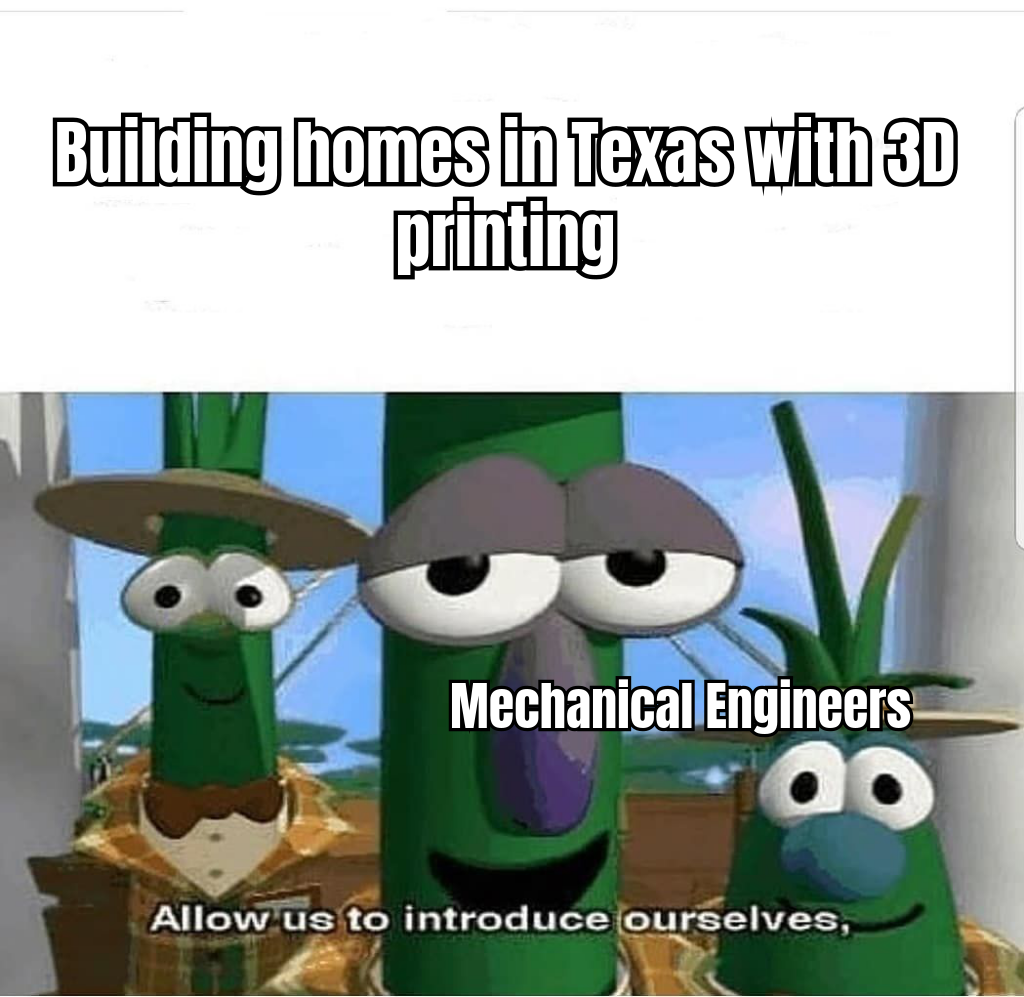 Building homes in Texas with 3D
printing
Mechanical Engineers
Allow us to introduce ourselves,